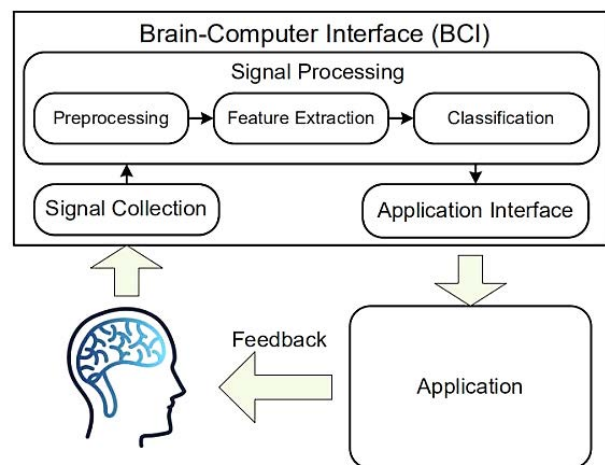 Brain-Computer Interface (BCI)
Signal Processing
Preprocessing
Feature Extraction
Classification
Signal Collection
Application Interface
Feedback
Application